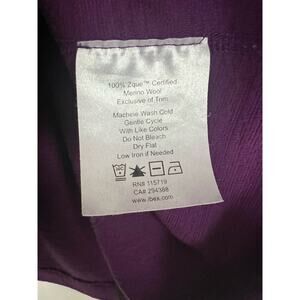 100% Zque™ Certified
Merino Wool
Exclusive of Trim
Machine Wash Cold
Gentle Cycle
With Like Colors
Do Not Bleach
Dry Flat
Low Iron if Needed
RN# 115719
CA# 294388
www.ibex.com